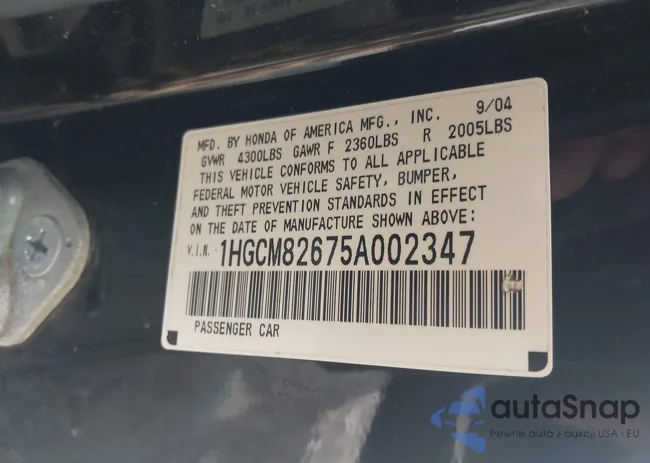 MFD. BY HONDA OF AMERICA MFG., INC. 9/04
GVWR 4300LBS GAWR F 2360LBS R 2005LBS
THIS VEHICLE CONFORMS TO ALL APPLICABLE
FEDERAL MOTOR VEHICLE SAFETY, BUMPER,
AND THEFT PREVENTION STANDARDS IN EFFECT
ON THE DATE OF MANUFACTURE SHOWN ABOVE:
V.I.N. 1HGCM82675A002347
PASSENGER CAR
autaSnap
Pewne auta z aukcji USA i EU